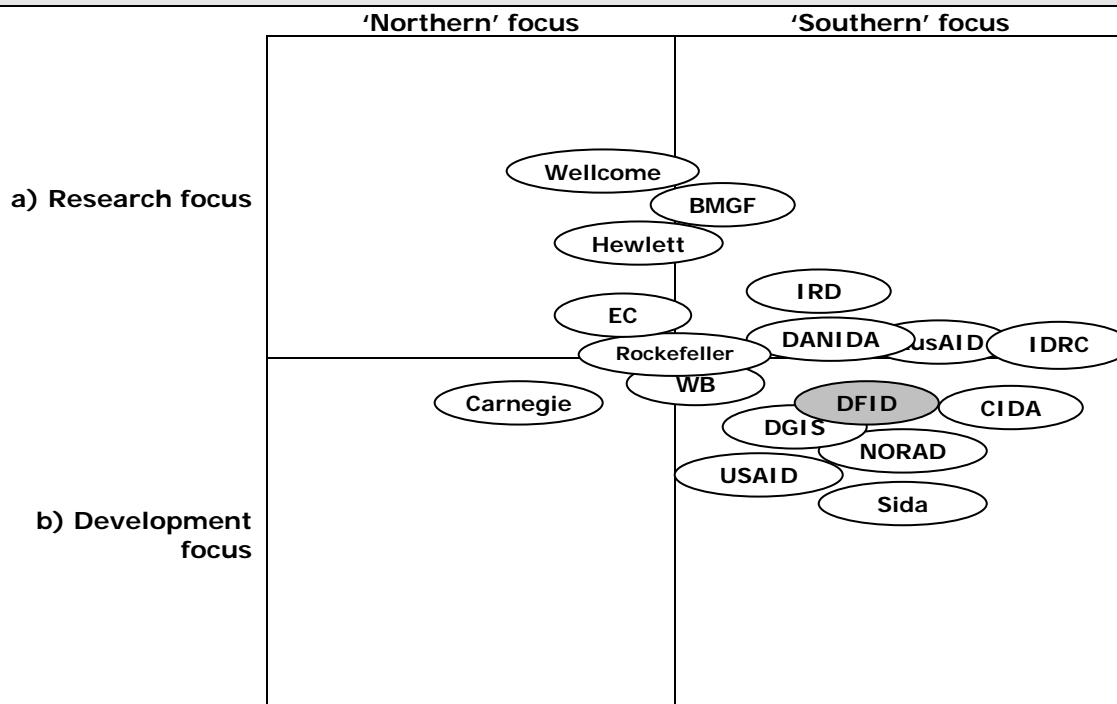 ‘Northern’ focus
‘Southern’ focus
a) Research focus
Wellcome
BMGF
Hewlett
IRD
EC
DANIDA
usAID
IDRC
Rockefeller
WB
Carnegie
DFID
CIDA
DGIS
NORAD
USAID
Sida
b) Development
focus